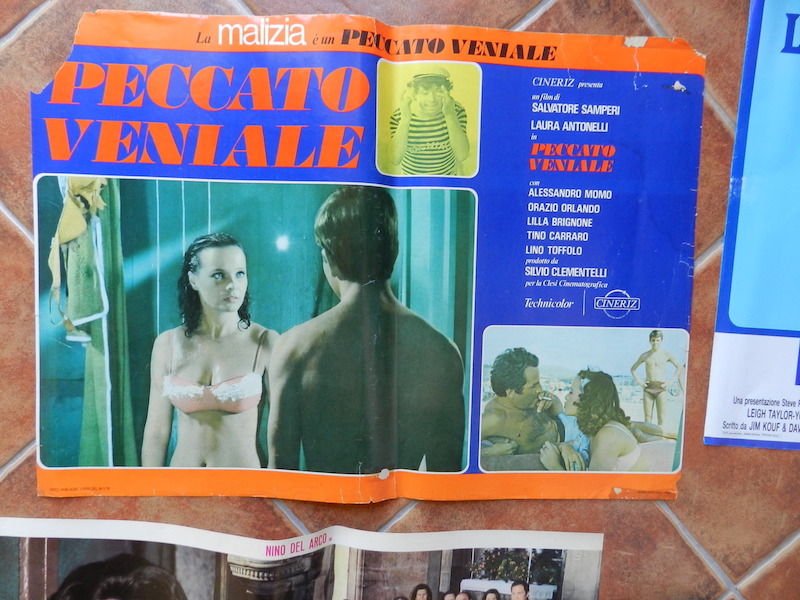 La malizia è un PECCATO VENIALE
PECCATO
VENIALE
CINERIZ presenta
un film di
SALVATORE SAMPERI
LAURA ANTONELLI
in
PECCATO
VENIALE
con
ALESSANDRO MOMO
ORAZIO ORLANDO
LILLA BRIGNONE
TINO CARRARO
LINO TOFFOLO
prodotto da
SILVIO CLEMENTELLI
per la Clesi Cinematografica
Technicolor
CINERIZ
Una presentazione Steve
LEIGH TAYLOR-YO
Scritto da JIM KOUF & DAV
NINO DEL ARCO